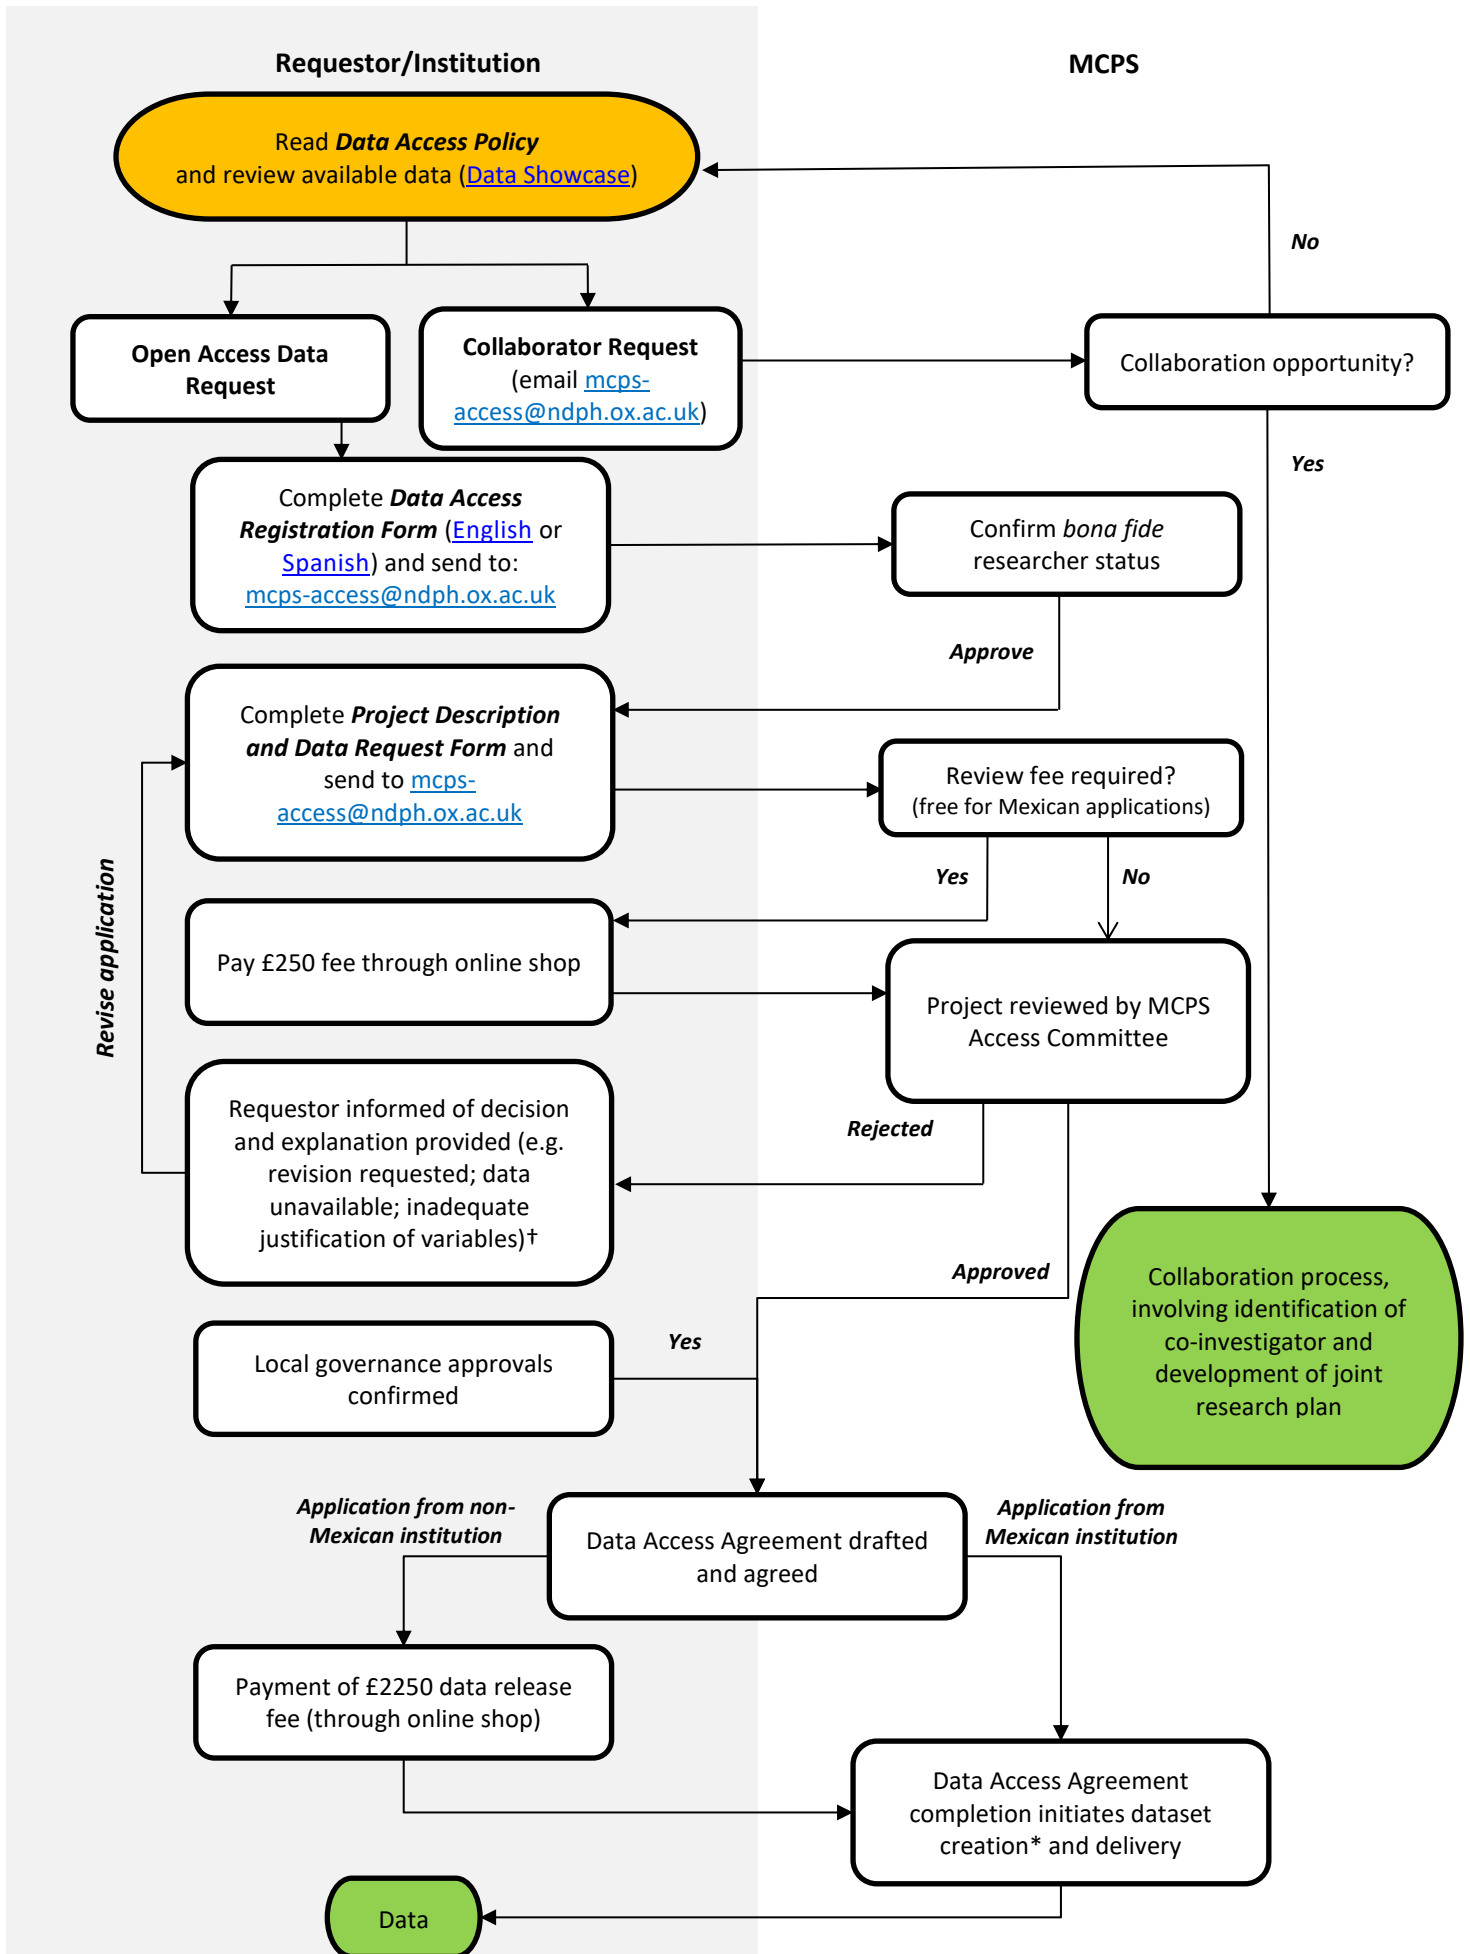 Requestor/Institution
MCPS
Read Data Access Policy
and review available data (Data Showcase)
No
Open Access Data
Request
Collaborator Request
(email mcps-
access@ndph.ox.ac.uk)
Collaboration opportunity?
Yes
Complete Data Access
Registration Form (English or
Spanish) and send to:
mcps-access@ndph.ox.ac.uk
Confirm bona fide
researcher status
Approve
Complete Project Description
and Data Request Form and
send to mcps-
access@ndph.ox.ac.uk
Review fee required?
(free for Mexican applications)
Yes
No
Revise application
Pay £250 fee through online shop
Project reviewed by MCPS
Access Committee
Requestor informed of decision
and explanation provided (e.g.
revision requested; data
unavailable; inadequate
justification of variables)†
Rejected
Approved
Collaboration process,
involving identification of
co-investigator and
development of joint
research plan
Local governance approvals
confirmed
Yes
Application from non-
Mexican institution
Data Access Agreement drafted
and agreed
Application from
Mexican institution
Payment of £2250 data release
fee (through online shop)
Data Access Agreement
completion initiates dataset
creation* and delivery
Data